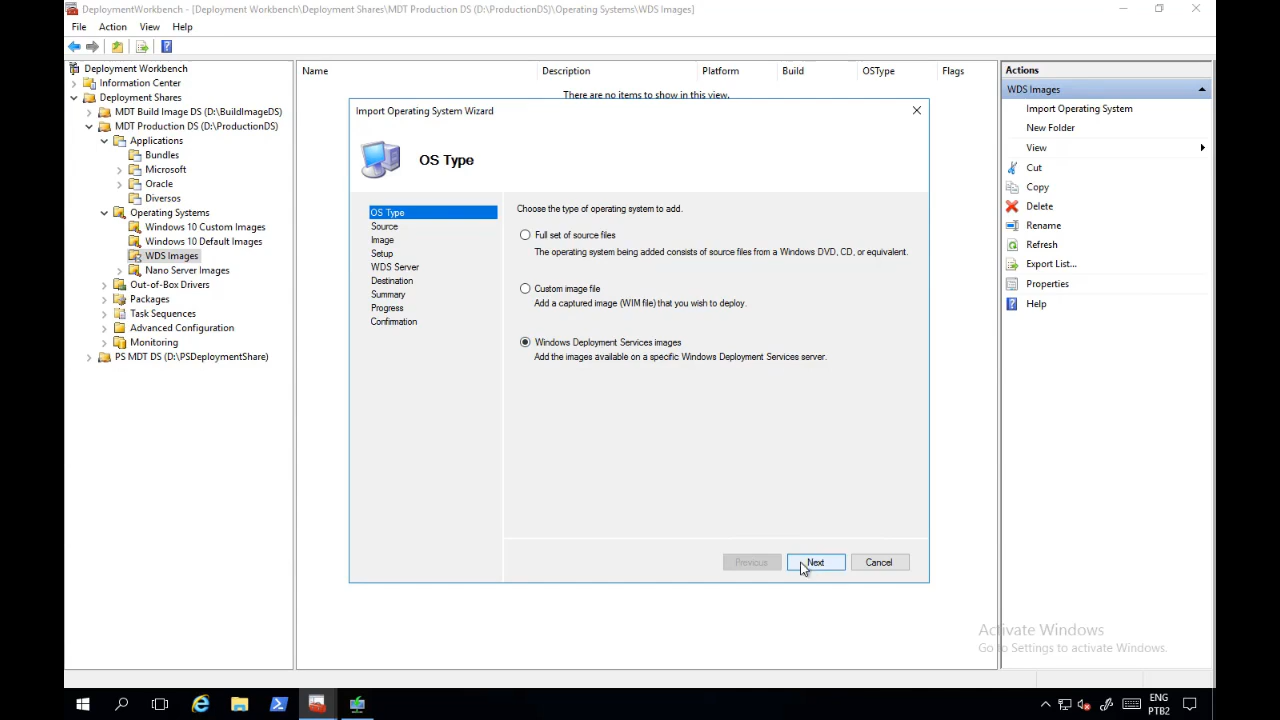 DeploymentWorkbench - [Deployment Workbench\Deployment Shares\MDT Production DS (D:\ProductionDS)\Operating Systems\WDS Images]
File Action View Help
Deployment Workbench
Information Center
Deployment Shares
MDT Build Image DS (D:\BuildImageDS)
MDT Production DS (D:\ProductionDS)
Applications
Bundles
Microsoft
Oracle
Diversos
Operating Systems
Windows 10 Custom Images
Windows 10 Default Images
WDS Images
Nano Server Images
Out-of-Box Drivers
Packages
Task Sequences
Advanced Configuration
Monitoring
PS MDT DS (D:\PSDeploymentShare)
Name Description Platform Build OSType Flags
There are no items to show in this view.
Import Operating System Wizard
OS Type
OS Type
Source
Image
Setup
WDS Server
Destination
Summary
Progress
Confirmation
Choose the type of operating system to add.
Full set of source files
The operating system being added consists of source files from a Windows DVD, CD, or equivalent.
Custom image file
Add a captured image (WIM file) that you wish to deploy.
Windows Deployment Services images
Add the images available on a specific Windows Deployment Services server.
Previous Next Cancel
Actions
WDS Images
Import Operating System
New Folder
View
Cut
Copy
Delete
Rename
Refresh
Export List...
Properties
Help
Activate Windows
Go to Settings to activate Windows.
ENG
PTB2